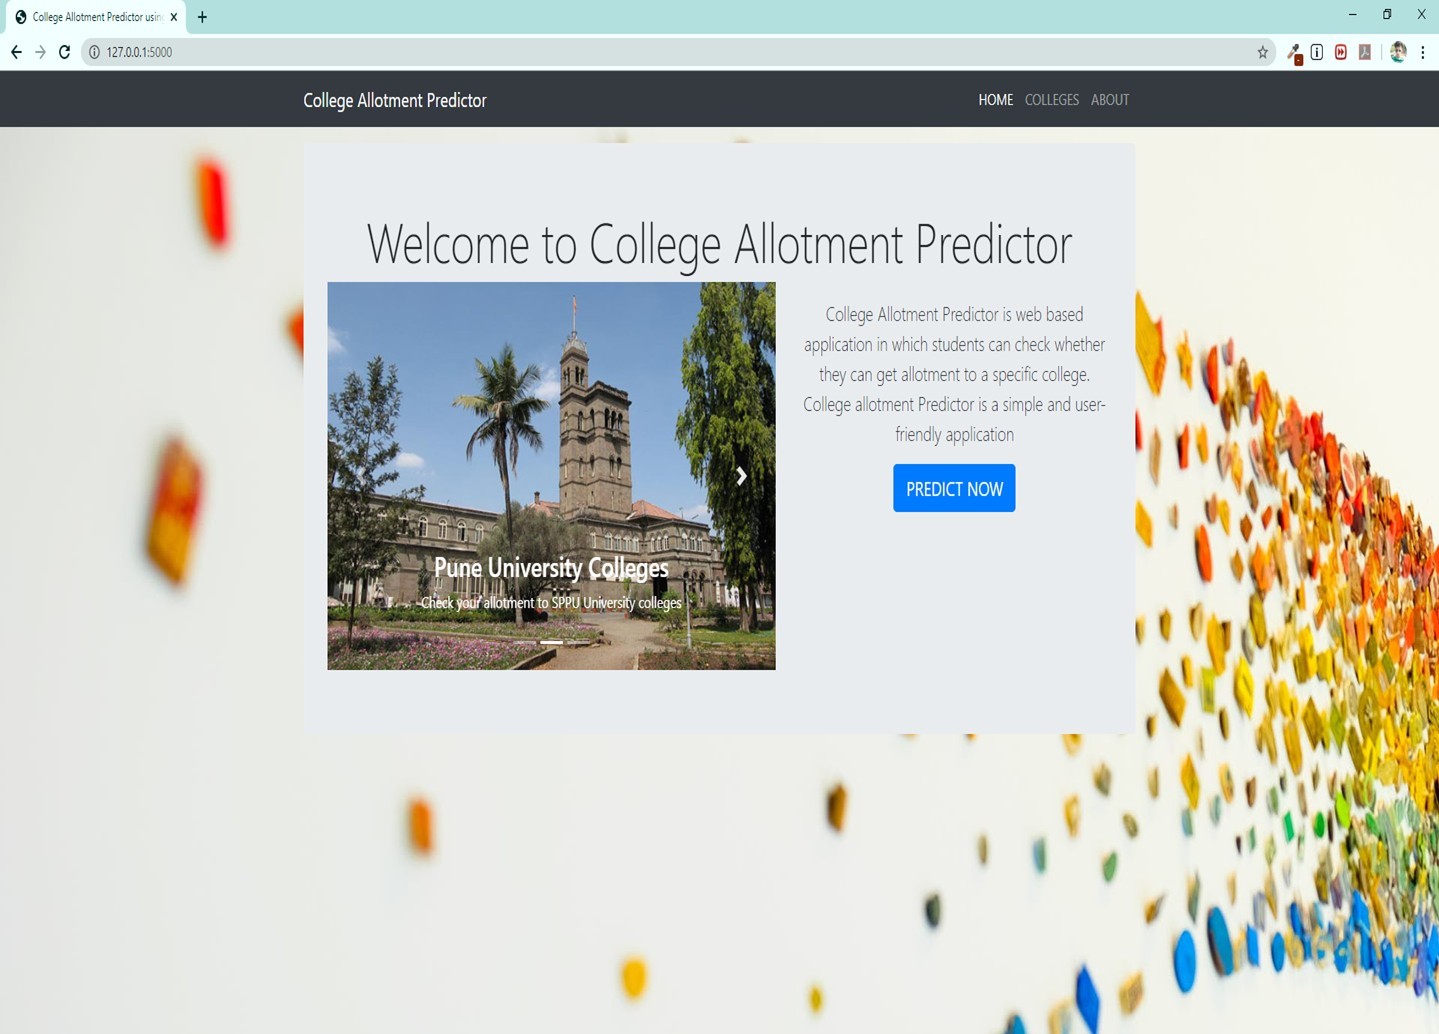 College Allotment Predictor usin
127.0.0.1:5000
College Allotment Predictor
HOME COLLEGES ABOUT
Welcome to College Allotment Predictor
Pune University Colleges
Check your allotment to SPPU University colleges
College Allotment Predictor is web based
application in which students can check whether
they can get allotment to a specific college.
College allotment Predictor is a simple and user-
friendly application
PREDICT NOW